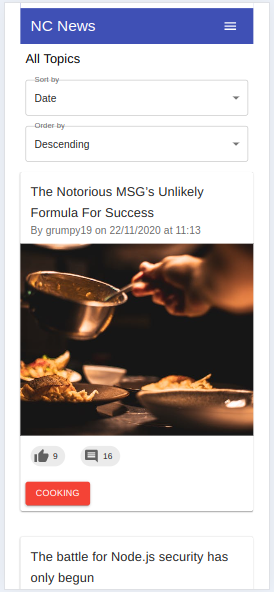 NC News
All Topics
Sort by
Date
Order by
Descending
The Notorious MSG's Unlikely
Formula For Success
By grumpy19 on 22/11/2020 at 11:13
9
16
COOKING
The battle for Node.js security has
only begun